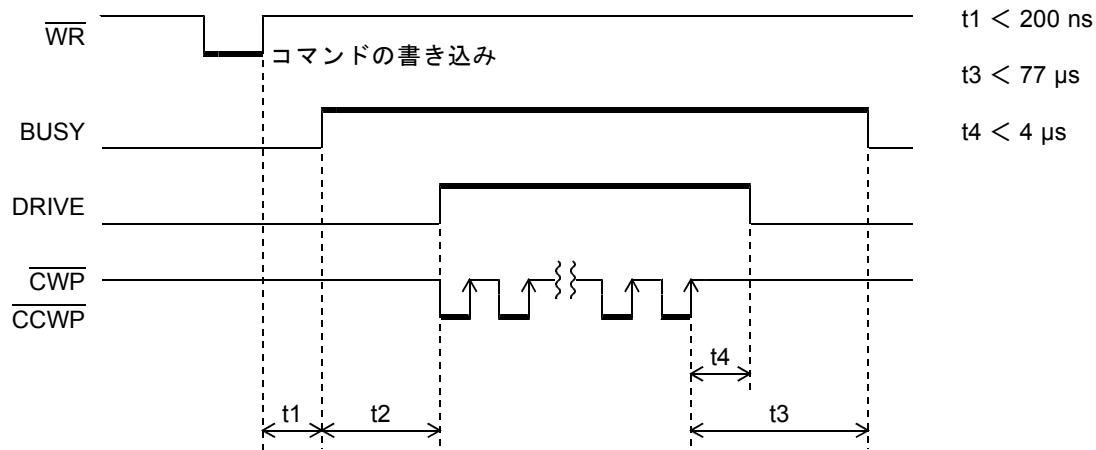 WR
コマンドの書き込み
t1 < 200 ns
t3 < 77 μs
BUSY
t4 < 4 μs
DRIVE
CWP
CCWP
t4
t1
t2
t3